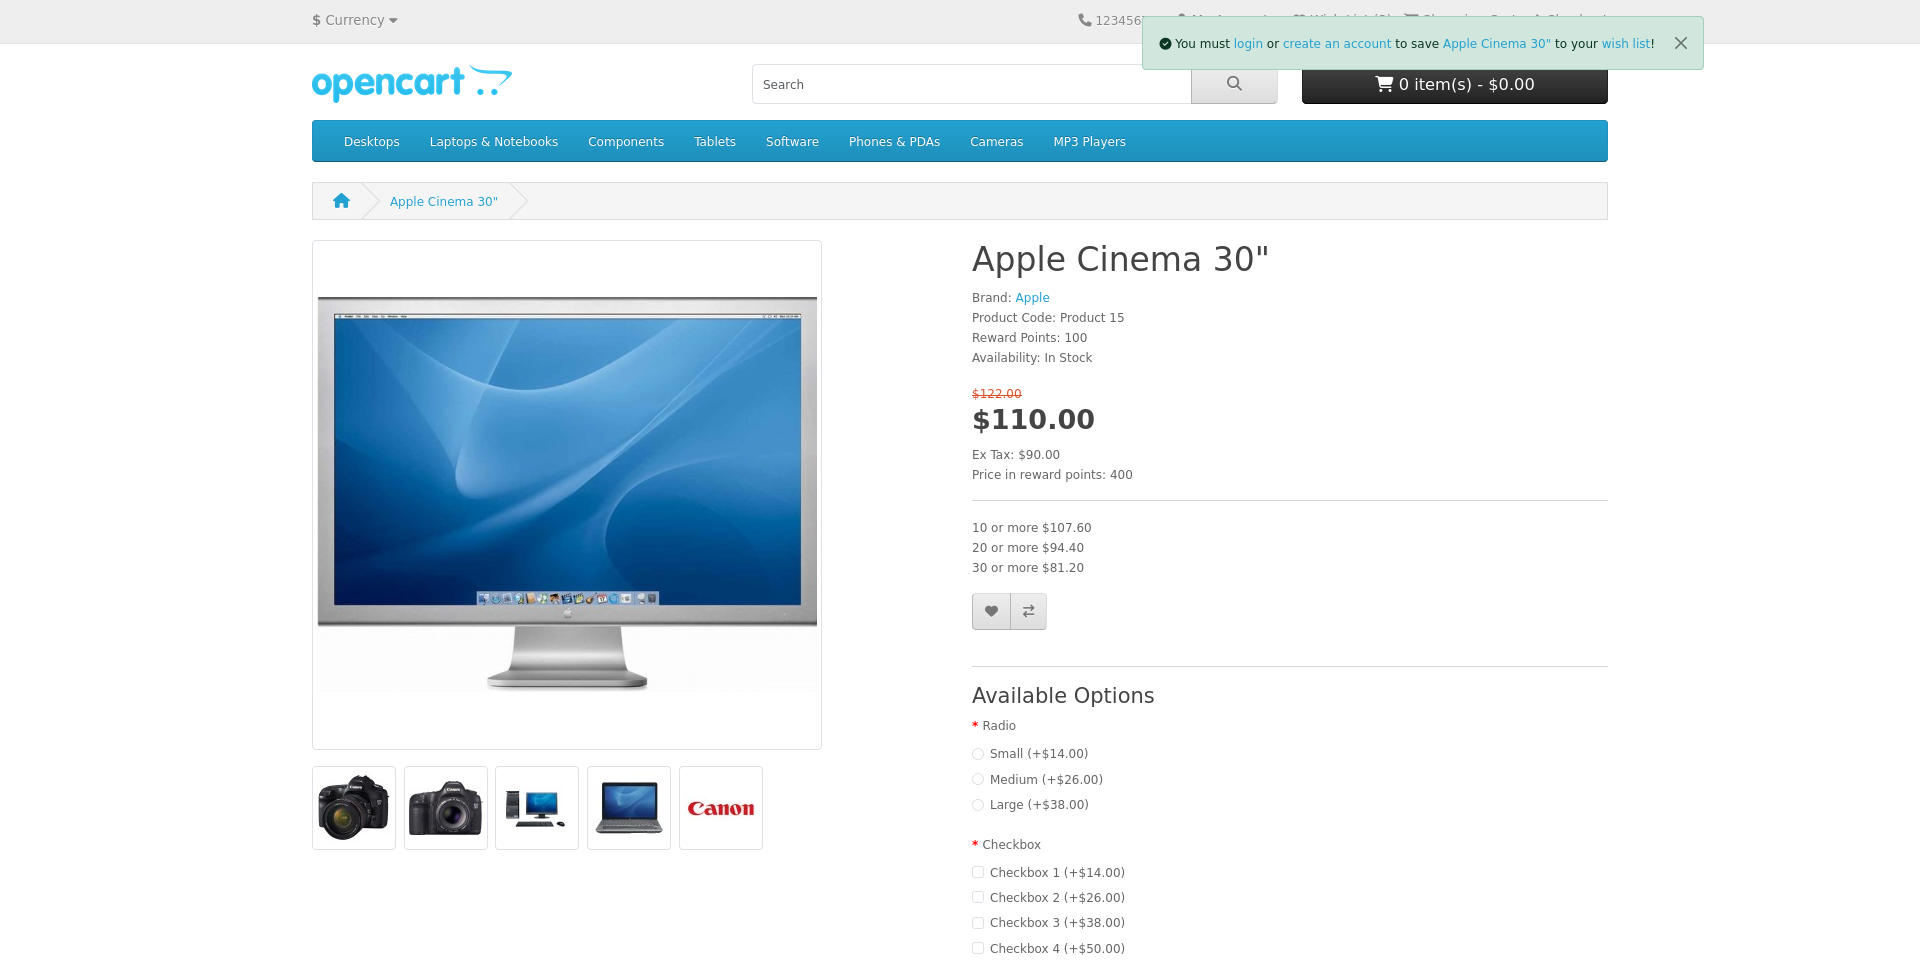 $ Currency
123456
You must login or create an account to save Apple Cinema 30" to your wish list!
opencart
Search
0 item(s) - $0.00
Desktops
Laptops & Notebooks
Components
Tablets
Software
Phones & PDAs
Cameras
MP3 Players
Apple Cinema 30"
Apple Cinema 30"
Brand: Apple
Product Code: Product 15
Reward Points: 100
Availability: In Stock
$122.00
$110.00
Ex Tax: $90.00
Price in reward points: 400
10 or more $107.60
20 or more $94.40
30 or more $81.20
Available Options
* Radio
Small (+$14.00)
Medium (+$26.00)
Large (+$38.00)
Canon
* Checkbox
Checkbox 1 (+$14.00)
Checkbox 2 (+$26.00)
Checkbox 3 (+$38.00)
Checkbox 4 (+$50.00)